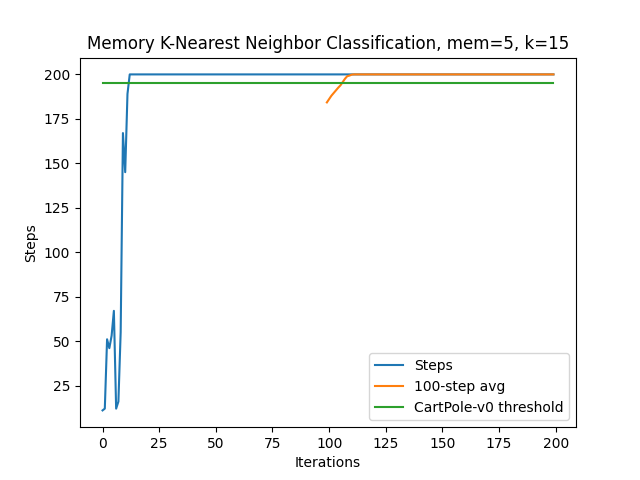 Memory K-Nearest Neighbor Classification, mem=5, k=15
200
175
150
125
100
75
50
25
Steps
0
25
50
75
100
125
150
175
200
Iterations
Steps
100-step avg
CartPole-v0 threshold